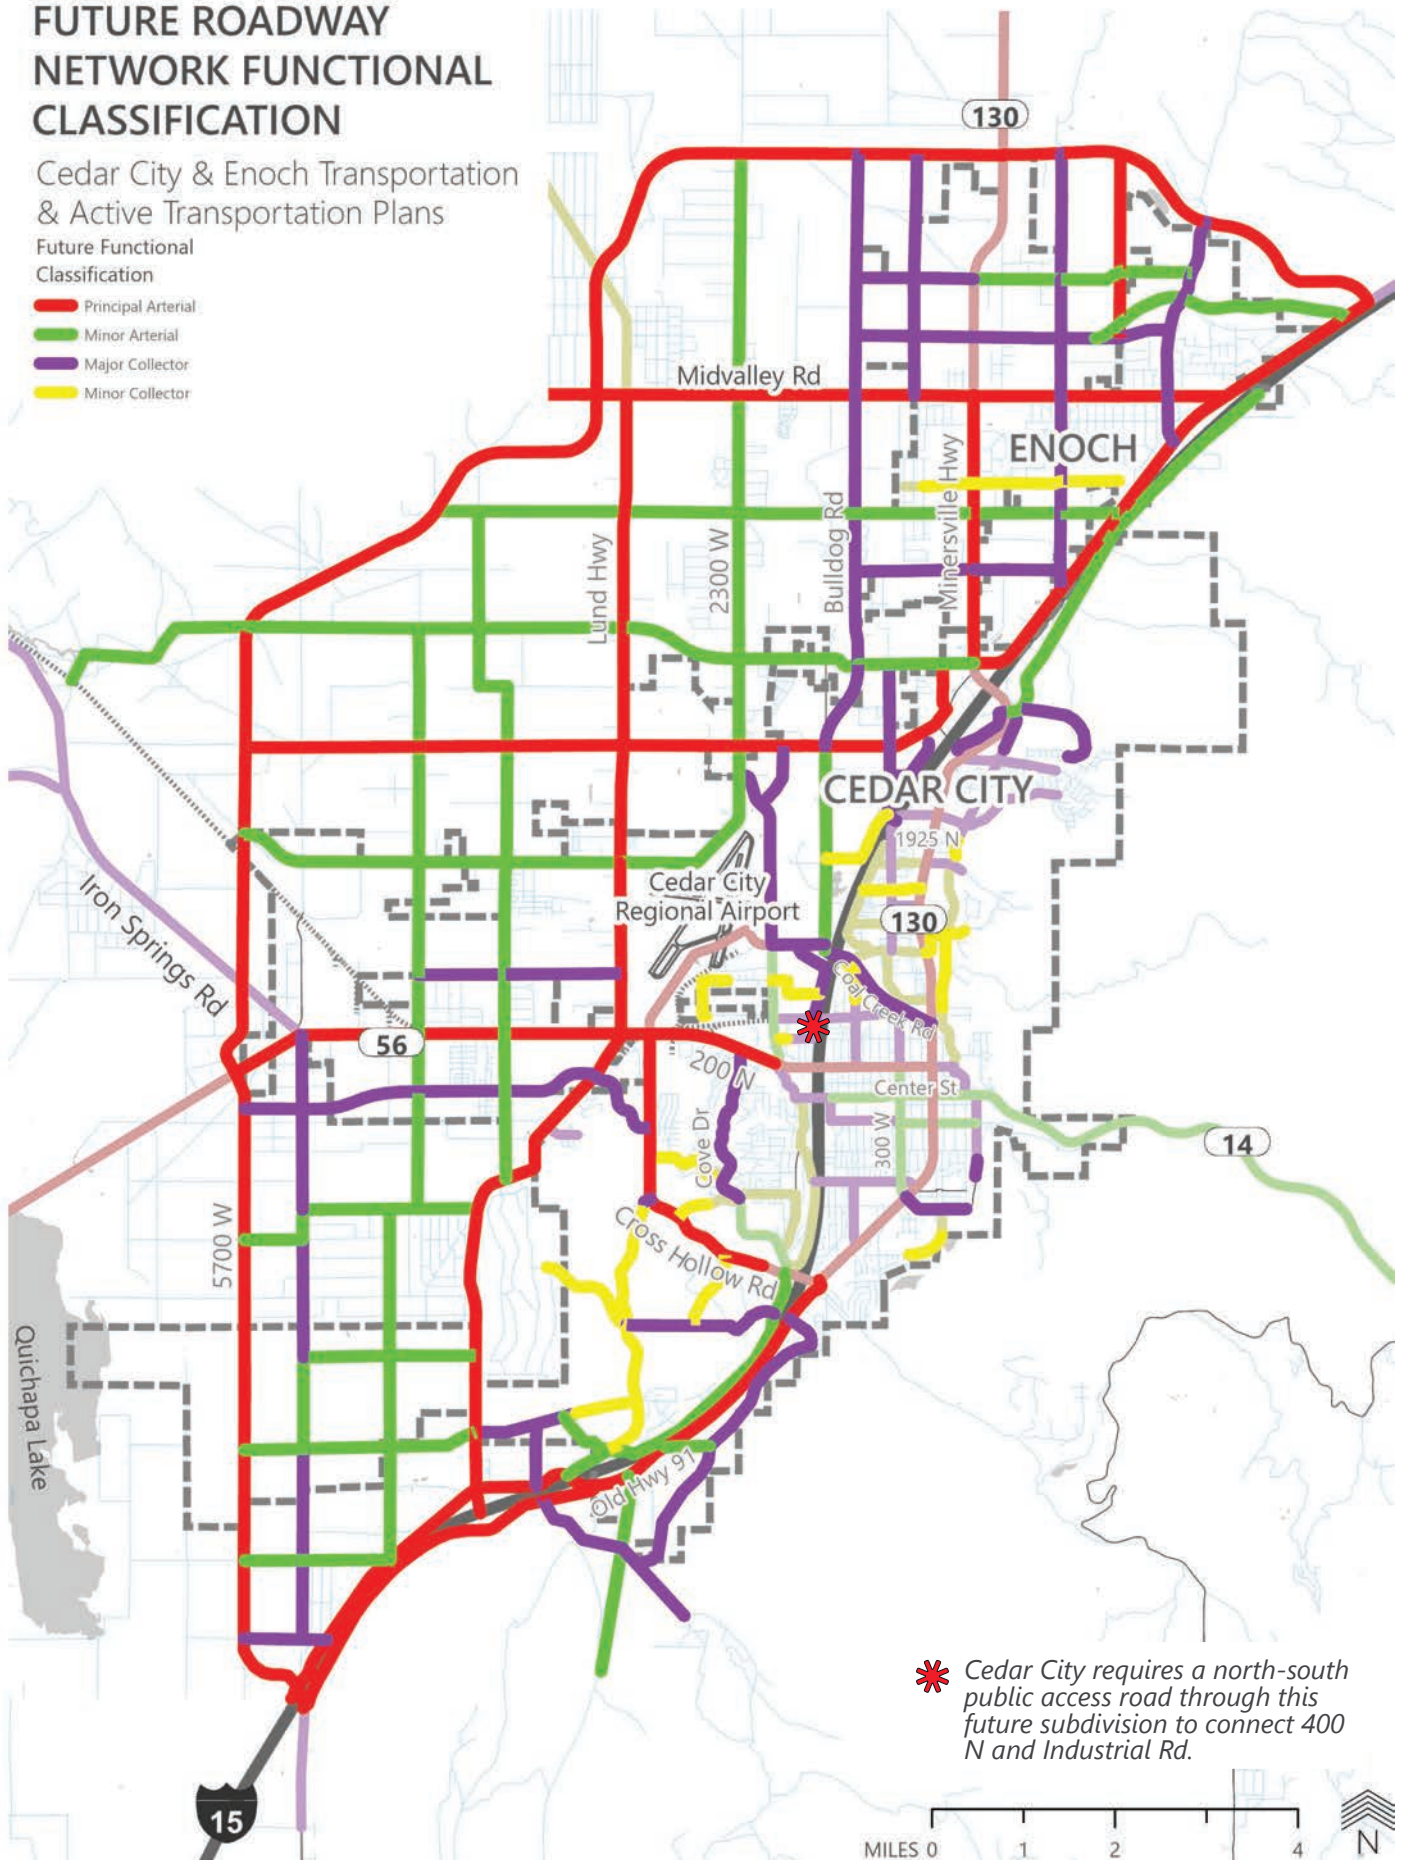 FUTURE ROADWAY
NETWORK FUNCTIONAL
CLASSIFICATION
Cedar City & Enoch Transportation
& Active Transportation Plans
Future Functional
Classification
Principal Arterial
Minor Arterial
Major Collector
Minor Collector
130
Midvalley Rd
ENOCH
Minersville Hwy
Bulldog Rd
2300 W
Lund Hwy
CEDAR CITY
1925 N
Cedar City
Regional Airport
130
Iron Springs Rd
Coal Creek Rd
56
200 N
Center St
Cove Dr
300 W
14
5700 W
Cross Hollow Rd
Quichapa Lake
Old Hwy 91
Cedar City requires a north-south
public access road through this
future subdivision to connect 400
N and Industrial Rd.
15
MILES 0 1 2 4
N